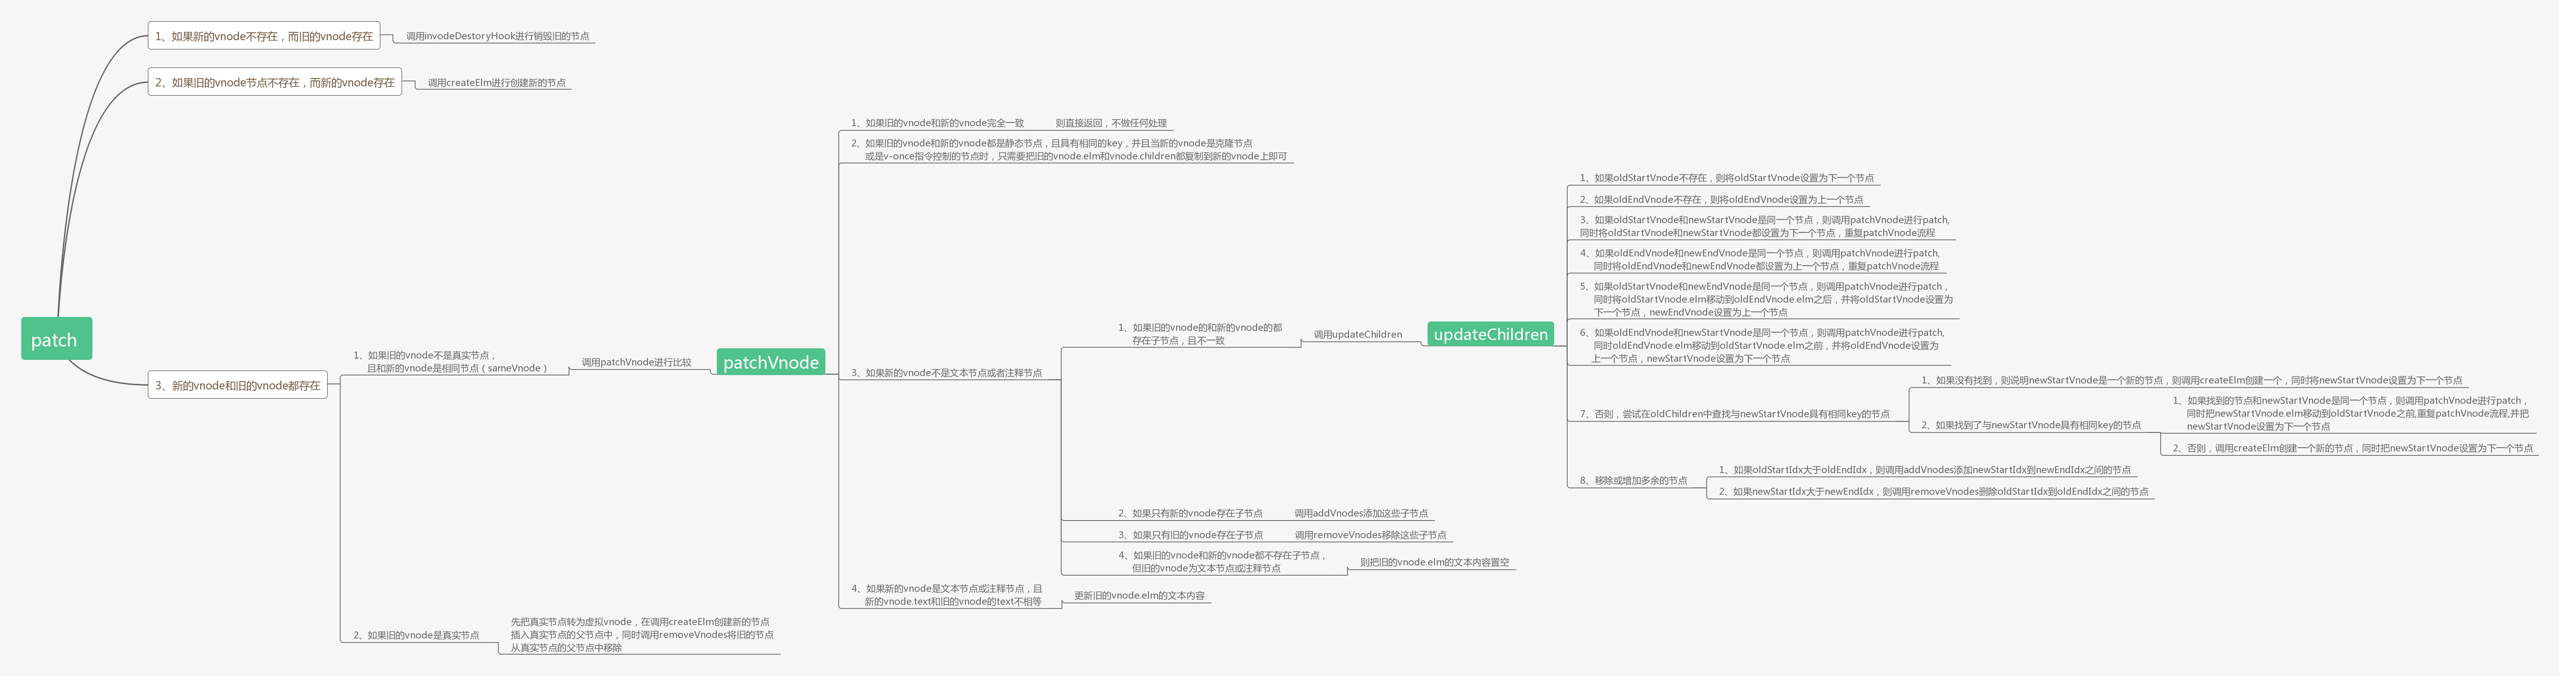 patch
1、如果新的vnode不存在，而旧的vnode存在
调用invodeDestoryHook进行销毁旧的节点
2、如果旧的vnode节点不存在，而新的vnode存在
调用createElm进行创建新的节点
3、新的vnode和旧的vnode都存在
1、如果旧的vnode不是真实节点，
且和新的vnode是相同节点（sameVnode）
调用patchVnode进行比较
patchVnode
1、如果旧的vnode和新的vnode完全一致
则直接返回，不做任何处理
2、如果旧的vnode和新的vnode都是静态节点，且具有相同的key，并且当新的vnode是克隆节点
或是v-once指令控制的节点时，只需要把旧的vnode.elm和vnode.children都复制到新的vnode上即可
3、如果新的vnode不是文本节点或者注释节点
1、如果旧的vnode的和新的vnode的都
存在子节点，且不一致
调用updateChildren
updateChildren
1、如果oldStartVnode不存在，则将oldStartVnode设置为下一个节点
2、如果oldEndVnode不存在，则将oldEndVnode设置为上一个节点
3、如果oldStartVnode和newStartVnode是同一个节点，则调用patchVnode进行patch,
同时将oldStartVnode和newStartVnode都设置为下一个节点，重复patchVnode流程
4、如果oldEndVnode和newEndVnode是同一个节点，则调用patchVnode进行patch,
同时将oldEndVnode和newEndVnode都设置为上一个节点，重复patchVnode流程
5、如果oldStartVnode和newEndVnode是同一个节点，则调用patchVnode进行patch，
同时将oldStartVnode.elm移动到oldEndVnode.elm之后，并将oldStartVnode设置为
下一个节点，newEndVnode设置为上一个节点
6、如果oldEndVnode和newStartVnode是同一个节点，则调用patchVnode进行patch,
同时oldEndVnode.elm移动到oldStartVnode.elm之前，并将oldEndVnode设置为
上一个节点，newStartVnode设置为下一个节点
7、否则，尝试在oldChildren中查找与newStartVnode具有相同key的节点
1、如果没有找到，则说明newStartVnode是一个新的节点，则调用createElm创建一个，同时将newStartVnode设置为下一个节点
2、如果找到了与newStartVnode具有相同key的节点
1、如果找到的节点和newStartVnode是同一个节点，则调用patchVnode进行patch，
同时把newStartVnode.elm移动到oldStartVnode之前,重复patchVnode流程,并把
newStartVnode设置为下一个节点
2、否则，调用createElm创建一个新的节点，同时把newStartVnode设置为下一个节点
8、移除或增加多余的节点
1、如果oldStartIdx大于oldEndIdx，则调用addVnodes添加newStartIdx到newEndIdx之间的节点
2、如果newStartIdx大于newEndIdx，则调用removeVnodes删除oldStartIdx到oldEndIdx之间的节点
2、如果只有新的vnode存在子节点
调用addVnodes添加这些子节点
3、如果只有旧的vnode存在子节点
调用removeVnodes移除这些子节点
4、如果旧的vnode和新的vnode都不存在子节点，
但旧的vnode为文本节点或注释节点
则把旧的vnode.elm的文本内容置空
4、如果新的vnode是文本节点或注释节点，且
新的vnode.text和旧的vnode的text不相等
更新旧的vnode.elm的文本内容
2、如果旧的vnode是真实节点
先把真实节点转为虚拟vnode，在调用createElm创建新的节点
插入真实节点的父节点中，同时调用removeVnodes将旧的节点
从真实节点的父节点中移除